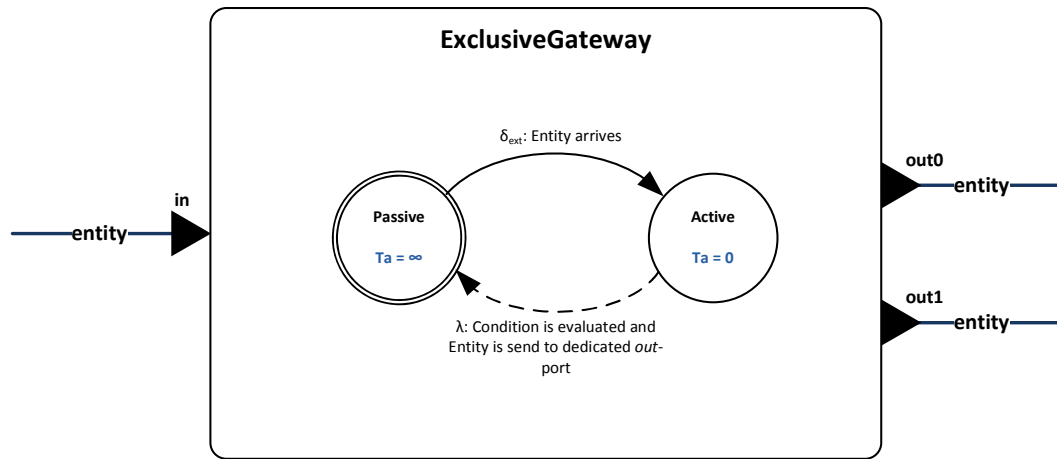 ExclusiveGateway
δext: Entity arrives
in
entity
Passive
Ta = ∞
Active
Ta = 0
out0
entity
out1
entity
λ: Condition is evaluated and
Entity is send to dedicated out-
port